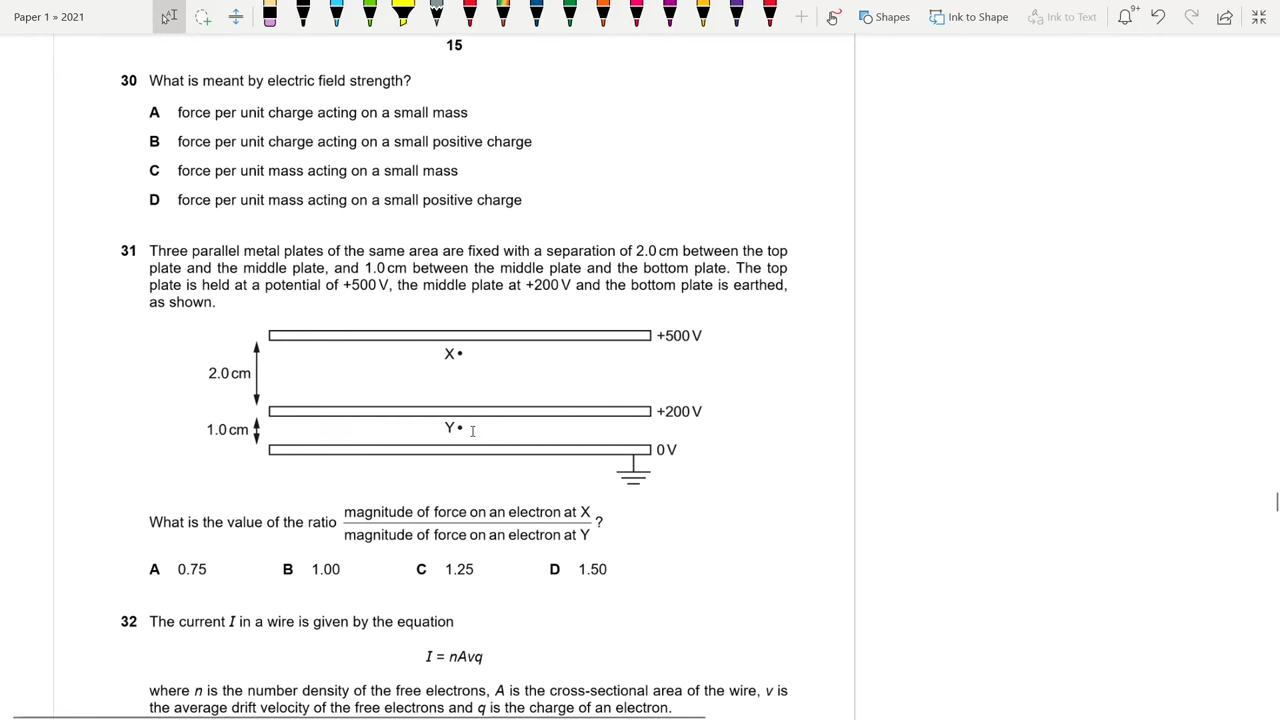 Paper 1 » 2021
Shapes
Ink to Shape
Ink to Text
9+
15
30 What is meant by electric field strength?
A force per unit charge acting on a small mass
B force per unit charge acting on a small positive charge
C force per unit mass acting on a small mass
D force per unit mass acting on a small positive charge
31 Three parallel metal plates of the same area are fixed with a separation of 2.0 cm between the top
plate and the middle plate, and 1.0 cm between the middle plate and the bottom plate. The top
plate is held at a potential of +500 V, the middle plate at +200 V and the bottom plate is earthed,
as shown.
+500 V
X
2.0 cm
+200 V
1.0 cm
Y
0 V
magnitude of force on an electron at X
What is the value of the ratio ?
magnitude of force on an electron at Y
A 0.75 B 1.00 C 1.25 D 1.50
32 The current I in a wire is given by the equation
I = nAvq
where n is the number density of the free electrons, A is the cross-sectional area of the wire, v is
the average drift velocity of the free electrons and q is the charge of an electron.